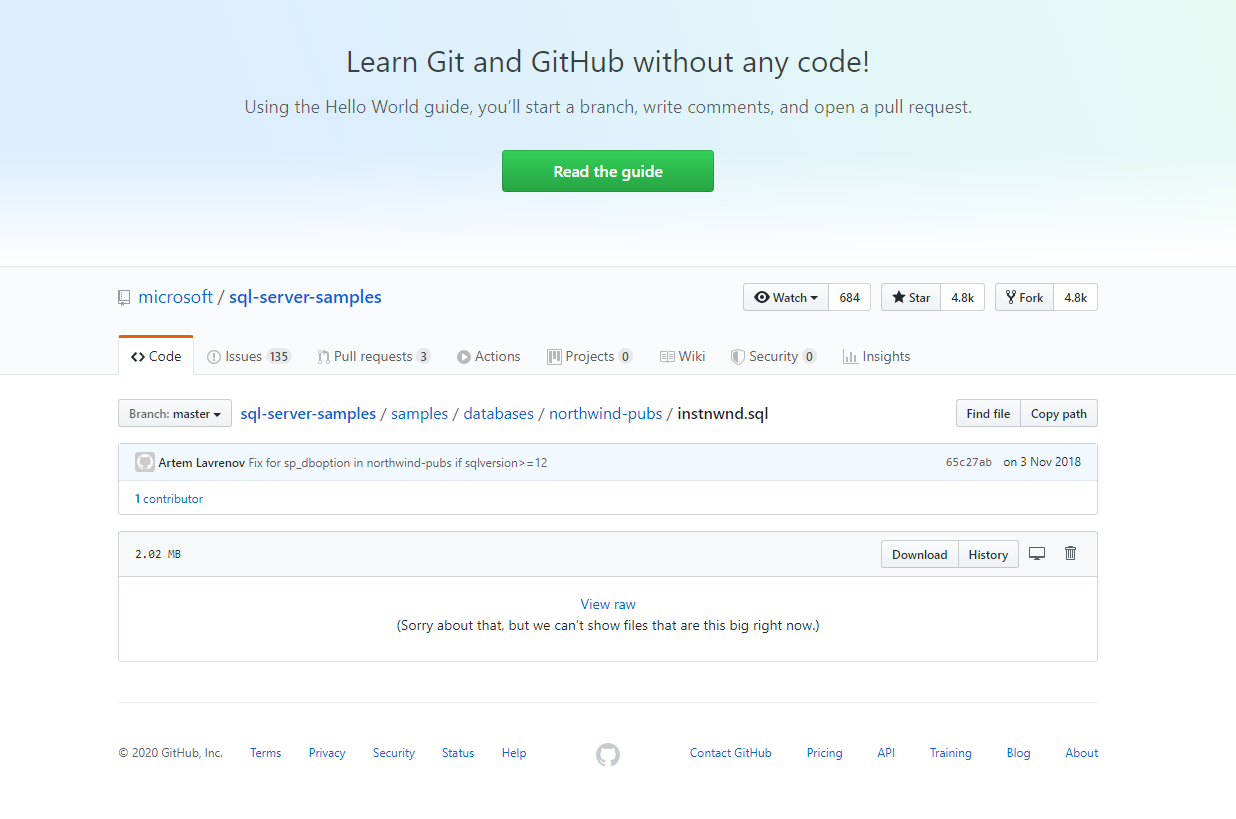 Learn Git and GitHub without any code!
Using the Hello World guide, you’ll start a branch, write comments, and open a pull request.
Read the guide
microsoft / sql-server-samples
Watch 684 Star 4.8k Fork 4.8k
Code Issues 135 Pull requests 3 Actions Projects 0 Wiki Security 0 Insights
Branch: master sql-server-samples / samples / databases / northwind-pubs / instnwnd.sql Find file Copy path
Artem Lavrenov Fix for sp_dboption in northwind-pubs if sqlversion>=12 65c27ab on 3 Nov 2018
1 contributor
2.02 MB Download History
View raw
(Sorry about that, but we can’t show files that are this big right now.)
© 2020 GitHub, Inc. Terms Privacy Security Status Help Contact GitHub Pricing API Training Blog About